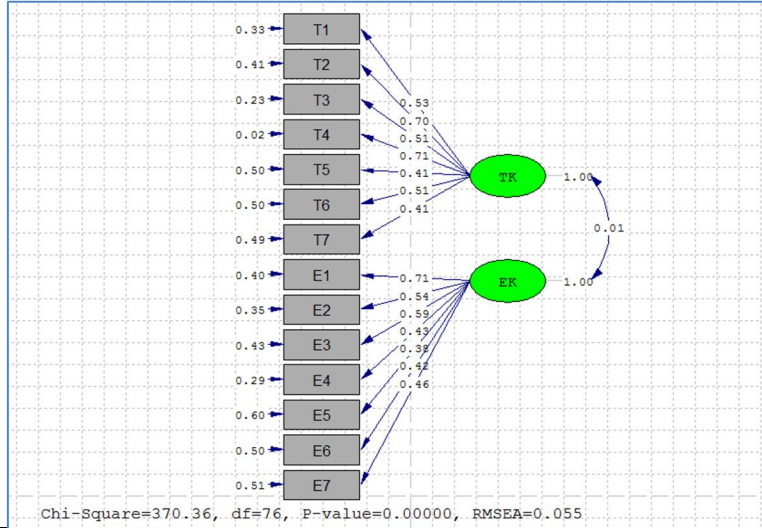 0.33 T1
0.41 T2
0.23 T3
0.53
0.70
0.02 T4
0.51
0.71
0.50 T5
0.41
TK 1.00
0.50 T6
0.51
0.41
0.01
0.49 T7
0.40 E1
0.71
EK 1.00
0.35 E2
0.54
0.59
0.43 E3
0.43
0.38
0.29 E4
0.42
0.46
0.60 E5
0.50 E6
0.51 E7
Chi-Square=370.36, df=76, P-value=0.00000, RMSEA=0.055